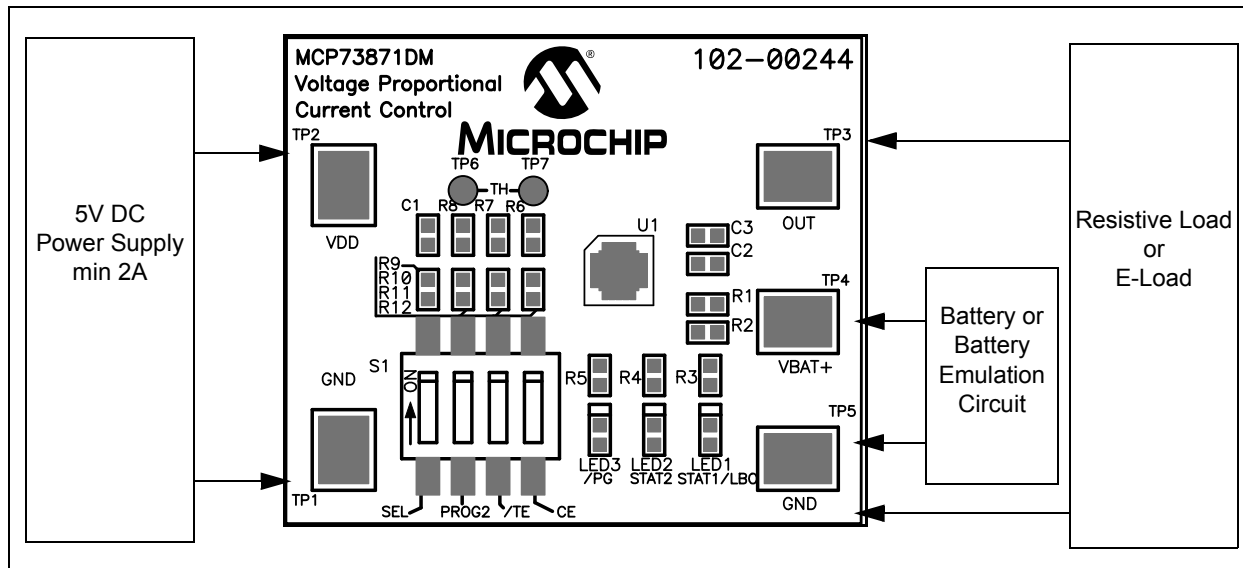 5V DC
Power Supply
min 2A
MCP73871DM
Voltage Proportional
Current Control
®
MICROCHIP
102-00244
TP2
VDD
TP6
TH
TP7
C1
R8
R7
R6
R9
R10
R11
R12
U1
C3
C2
R1
R2
TP3
OUT
TP4
VBAT+
S1
ON
GND
TP1
R5
R4
R3
LED3
/PG
LED2
STAT2
LED1
STAT1/LBO
TP5
GND
SEL
PROG2
/TE
CE
Battery or
Battery
Emulation
Circuit
Resistive Load
or
E-Load